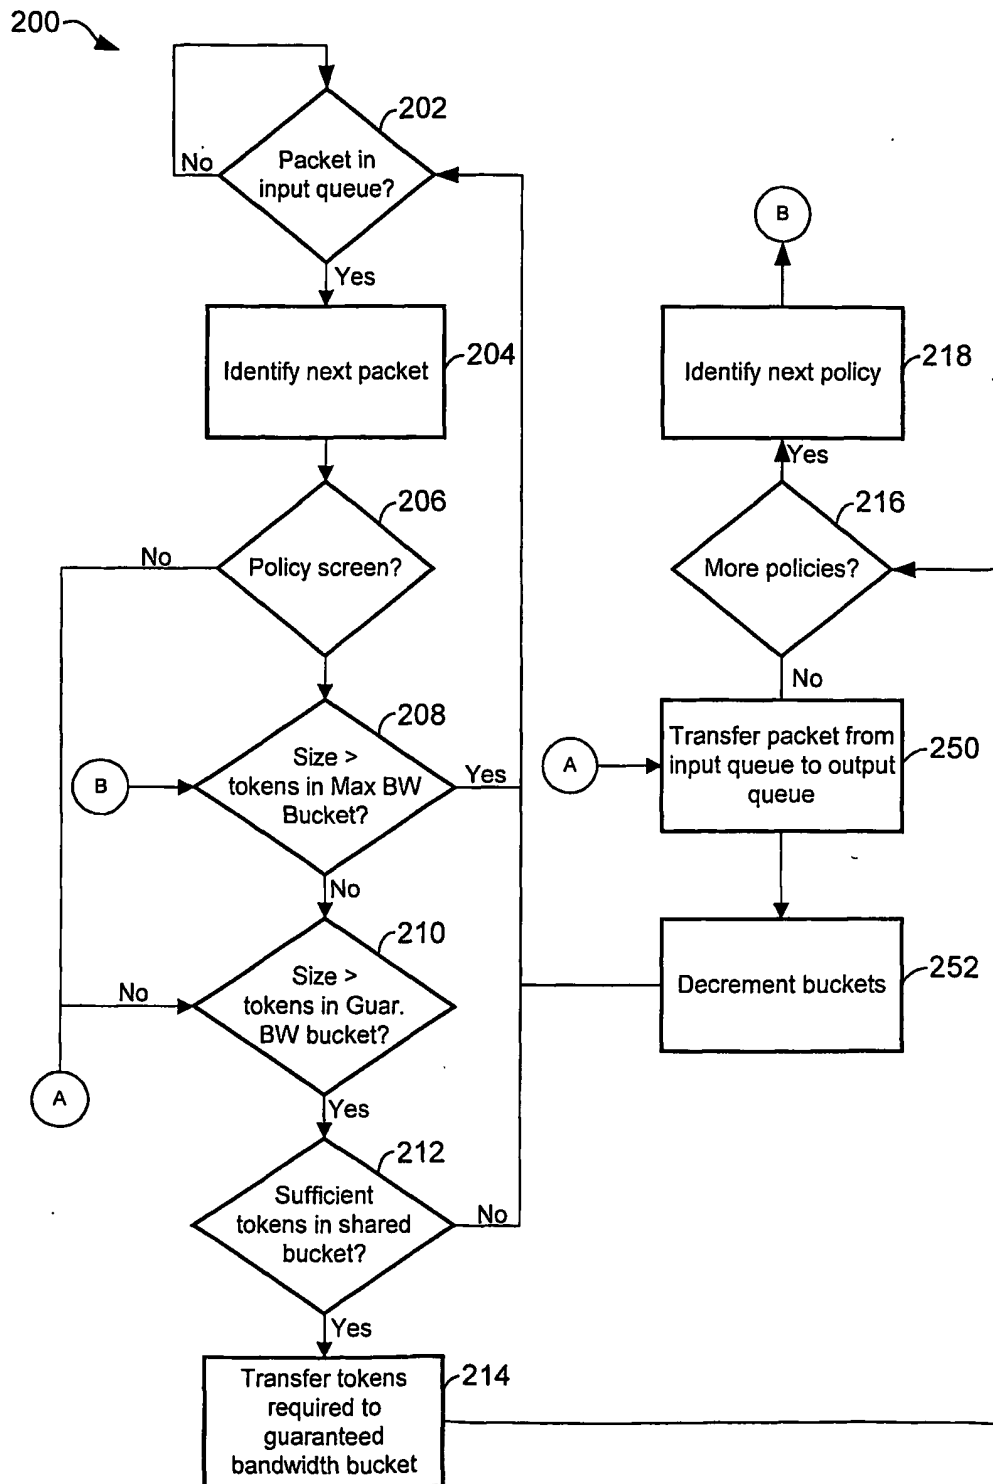 200
202
Packet in
input queue?
No
Yes
204
Identify next packet
206
Policy screen?
No
208
Size >
tokens in Max BW
Bucket?
B
Yes
No
210
Size >
tokens in Guar.
BW bucket?
No
A
Yes
212
Sufficient
tokens in shared
bucket?
No
Yes
214
Transfer tokens
required to
guaranteed
bandwidth bucket
B
218
Identify next policy
Yes
216
More policies?
No
A
250
Transfer packet from
input queue to output
queue
252
Decrement buckets